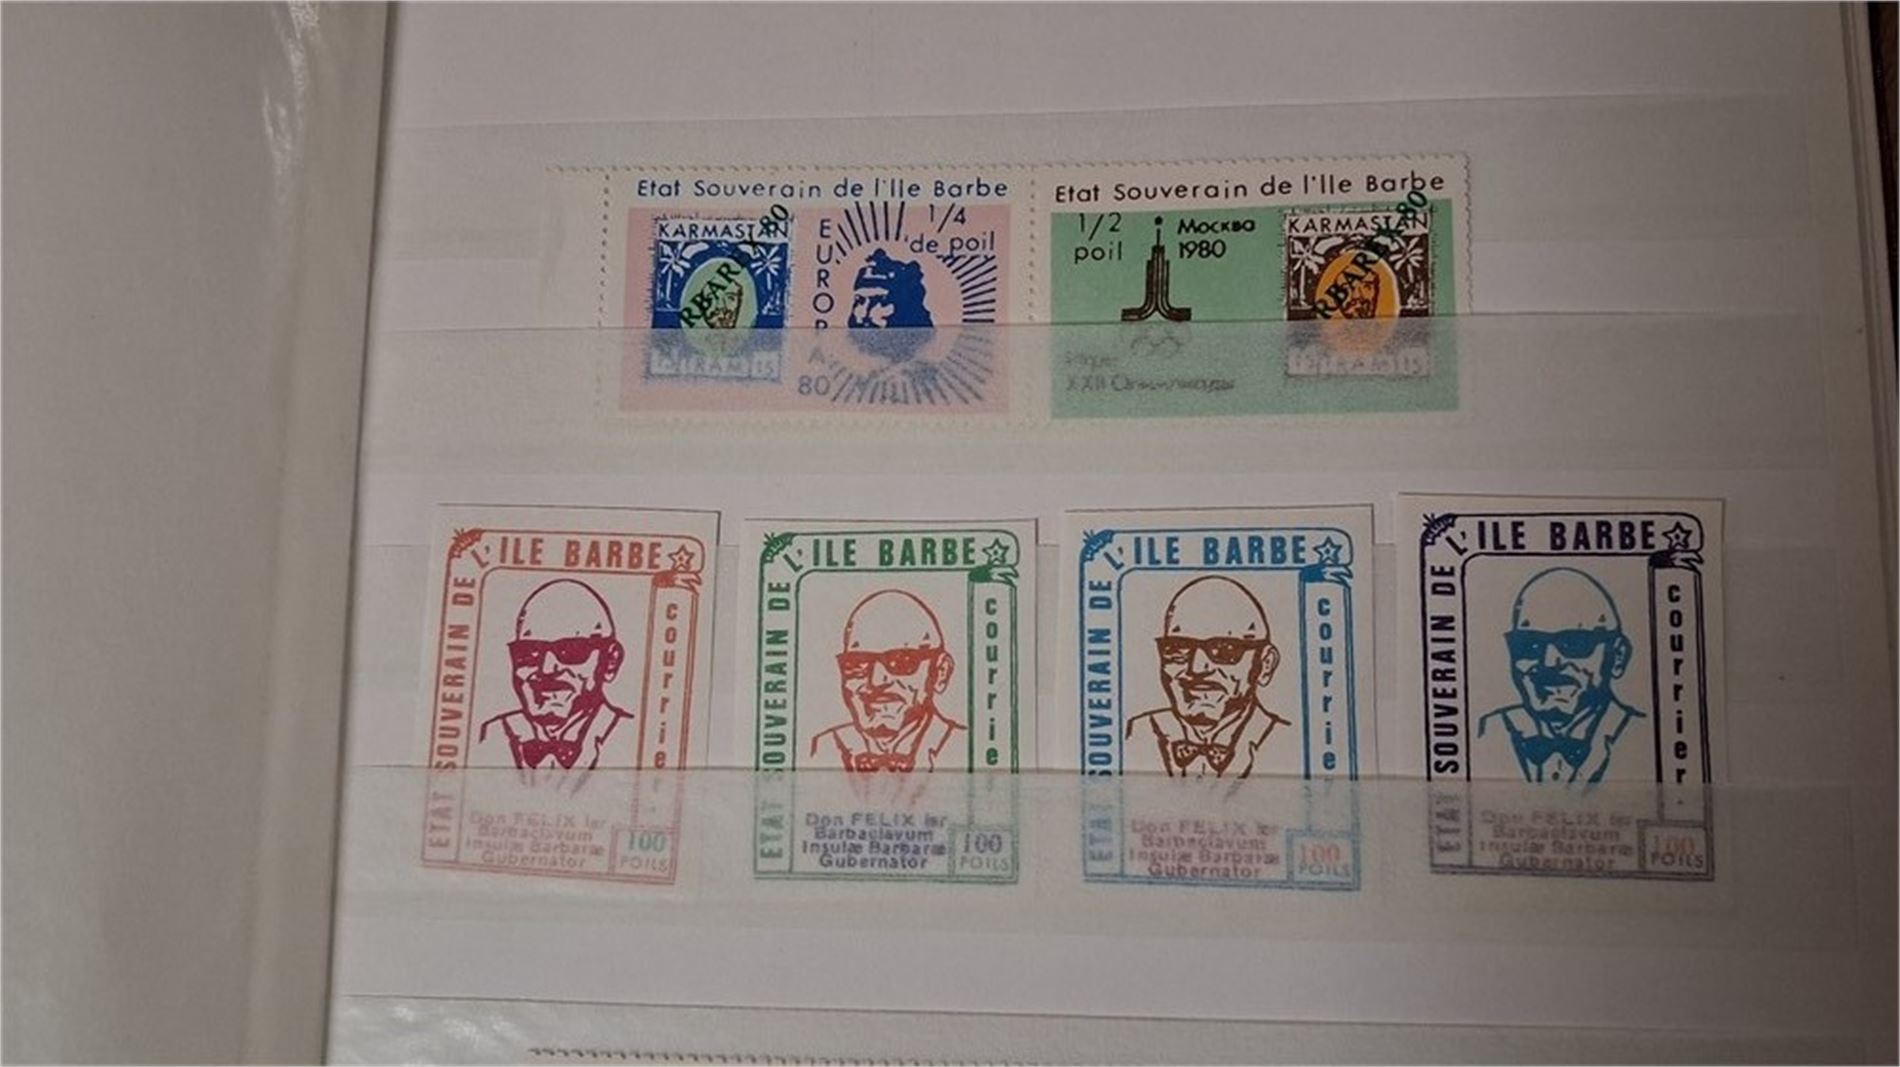 Etat Souverain de l'Ile Barbe
KARMASTAN
EUROPA
80
1/4
de poil
Etat Souverain de l'Ile Barbe
1/2
poil
Москва
1980
KARMASTAN
ETAT SOUVERAIN DE L'ILE BARBE
courrier
Don FELIX Ier
Barbaclavum
Insulæ Barbaræ
Gubernator
100
POILS
ETAT SOUVERAIN DE L'ILE BARBE
courrier
Don FELIX Ier
Barbaclavum
Insulæ Barbaræ
Gubernator
100
POILS
ETAT SOUVERAIN DE L'ILE BARBE
courrier
Don FELIX Ier
Barbaclavum
Insulæ Barbaræ
Gubernator
100
POILS
ETAT SOUVERAIN DE L'ILE BARBE
courrier
Don FELIX Ier
Barbaclavum
Insulæ Barbaræ
Gubernator
100
POILS